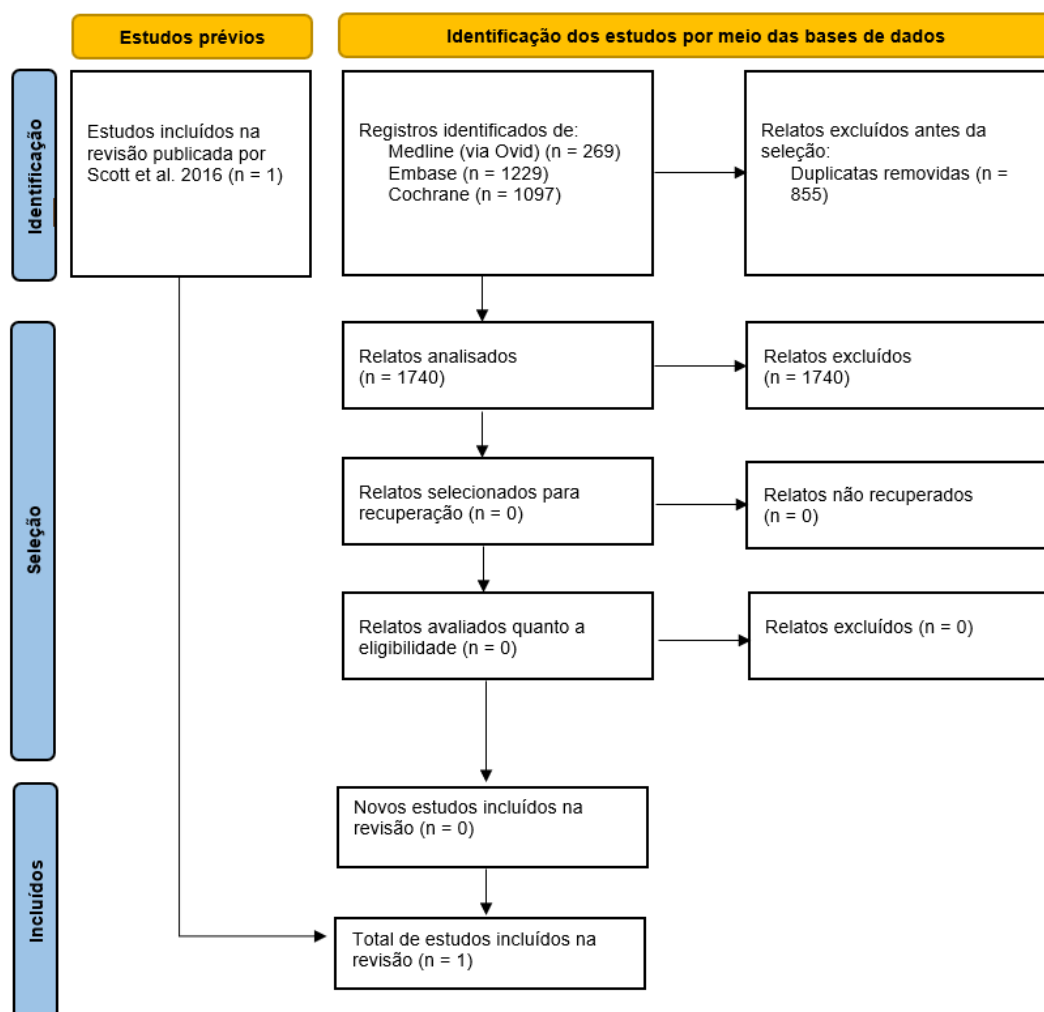 Estudos prévios
Identificação dos estudos por meio das bases de dados
Identificação
Estudos incluídos na
revisão publicada por
Scott et al. 2016 (n = 1)
Registros identificados de:
Medline (via Ovid) (n = 269)
Embase (n = 1229)
Cochrane (n = 1097)
Relatos excluídos antes da
seleção:
Duplicatas removidas (n =
855)
Seleção
Relatos analisados
(n = 1740)
Relatos excluídos
(n = 1740)
Relatos selecionados para
recuperação (n = 0)
Relatos não recuperados
(n = 0)
Relatos avaliados quanto a
eligibilidade (n = 0)
Relatos excluídos (n = 0)
Incluídos
Novos estudos incluídos na
revisão (n = 0)
Total de estudos incluídos na
revisão (n = 1)